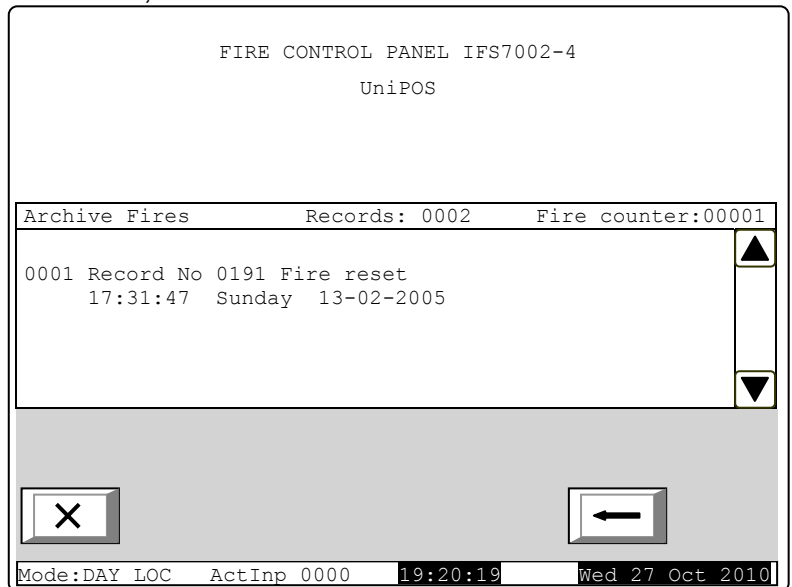 FIRE CONTROL PANEL IFS7002-4
UniPOS
Archive Fires Records: 0002 Fire counter:00001
0001 Record No 0191 Fire reset
17:31:47 Sunday 13-02-2005
Mode:DAY LOC ActInp 0000 19:20:19 Wed 27 Oct 2010